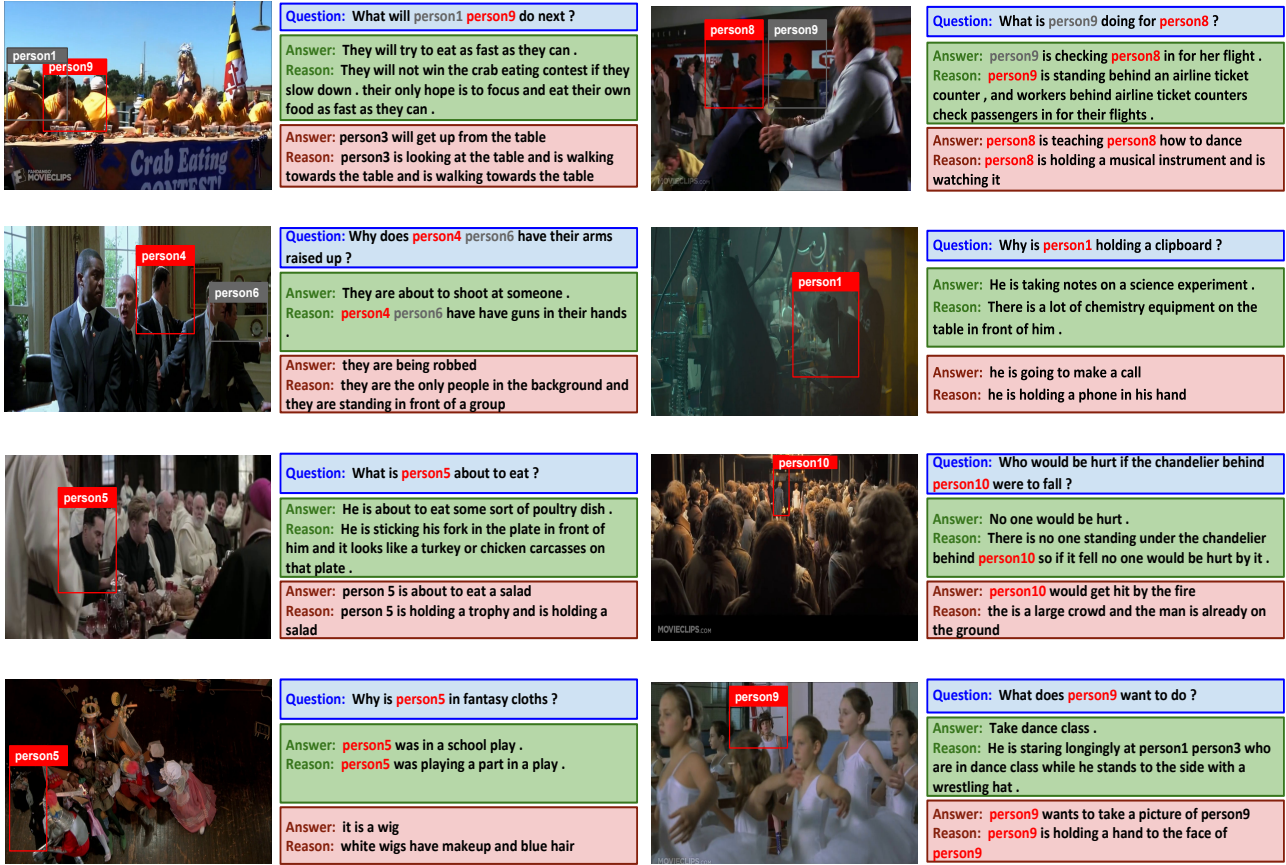 person1
person9
Crab Eating
CONTEST!
FANDANGO
MOVIECLIPS
Question: What will person1 person9 do next ?
Answer: They will try to eat as fast as they can .
Reason: They will not win the crab eating contest if they
slow down . their only hope is to focus and eat their own
food as fast as they can .
Answer: person3 will get up from the table
Reason: person3 is looking at the table and is walking
towards the table and is walking towards the table
person8
person9
MOVIECLIPS.COM
Question: What is person9 doing for person8 ?
Answer: person9 is checking person8 in for her flight .
Reason: person9 is standing behind an airline ticket
counter , and workers behind airline ticket counters
check passengers in for their flights .
Answer: person8 is teaching person8 how to dance
Reason: person8 is holding a musical instrument and is
watching it
person4
person6
Question: Why does person4 person6 have their arms
raised up ?
Answer: They are about to shoot at someone .
Reason: person4 person6 have have guns in their hands
.
Answer: they are being robbed
Reason: they are the only people in the background and
they are standing in front of a group
person1
MOVIECLIPS.COM
Question: Why is person1 holding a clipboard ?
Answer: He is taking notes on a science experiment .
Reason: There is a lot of chemistry equipment on the
table in front of him .
Answer: he is going to make a call
Reason: he is holding a phone in his hand
person5
Question: What is person5 about to eat ?
Answer: He is about to eat some sort of poultry dish .
Reason: He is sticking his fork in the plate in front of
him and it looks like a turkey or chicken carcasses on
that plate .
Answer: person 5 is about to eat a salad
Reason: person 5 is holding a trophy and is holding a
salad
person10
MOVIECLIPS.COM
Question: Who would be hurt if the chandelier behind
person10 were to fall ?
Answer: No one would be hurt .
Reason: There is no one standing under the chandelier
behind person10 so if it fell no one would be hurt by it .
Answer: person10 would get hit by the fire
Reason: the is a large crowd and the man is already on
the ground
person5
Question: Why is person5 in fantasy cloths ?
Answer: person5 was in a school play .
Reason: person5 was playing a part in a play .
Answer: it is a wig
Reason: white wigs have makeup and blue hair
person9
MOVIECLIPS.COM
Question: What does person9 want to do ?
Answer: Take dance class .
Reason: He is staring longingly at person1 person3 who
are in dance class while he stands to the side with a
wrestling hat .
Answer: person9 wants to take a picture of person9
Reason: person9 is holding a hand to the face of
person9